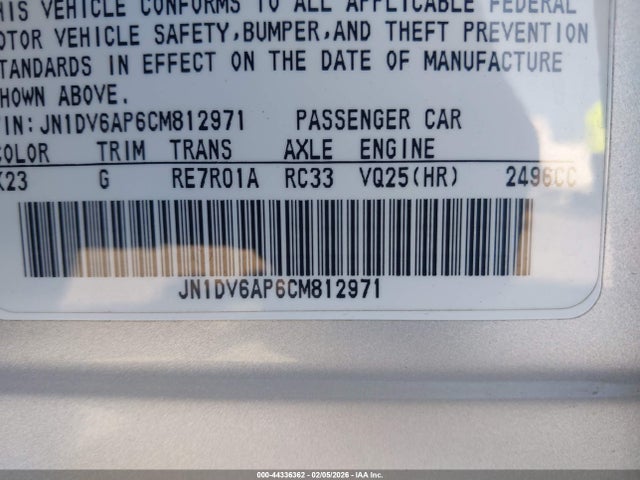 THIS VEHICLE CONFORMS TO ALL APPLICABLE FEDERAL
MOTOR VEHICLE SAFETY, BUMPER, AND THEFT PREVENTION
STANDARDS IN EFFECT ON THE DATE OF MANUFACTURE
SHOWN ABOVE.
VIN: JN1DV6AP6CM812971 PASSENGER CAR
COLOR TRIM TRANS AXLE ENGINE
K23 G RE7R01A RC33 VQ25(HR) 2496CC
JN1DV6AP6CM812971
000-44336362 | 02/05/2026 — IAA, Inc.